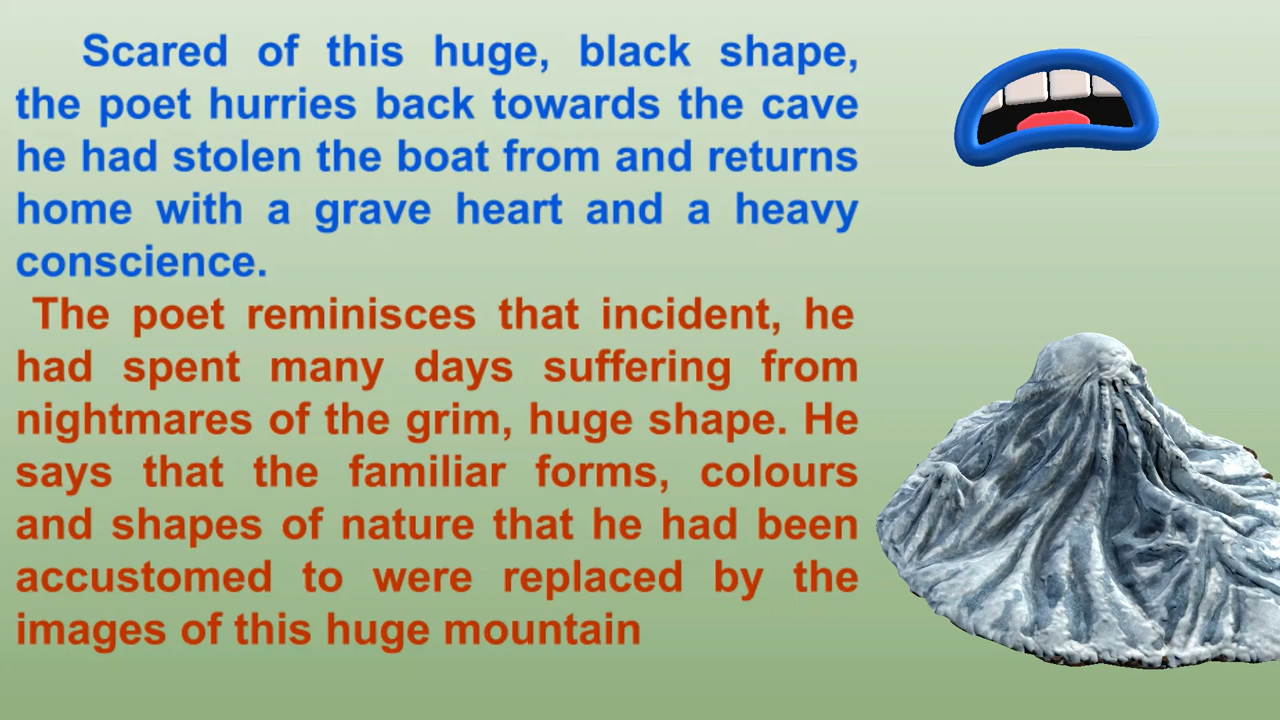 Scared of this huge, black shape,
the poet hurries back towards the cave
he had stolen the boat from and returns
home with a grave heart and a heavy
conscience.
The poet reminisces that incident, he
had spent many days suffering from
nightmares of the grim, huge shape. He
says that the familiar forms, colours
and shapes of nature that he had been
accustomed to were replaced by the
images of this huge mountain